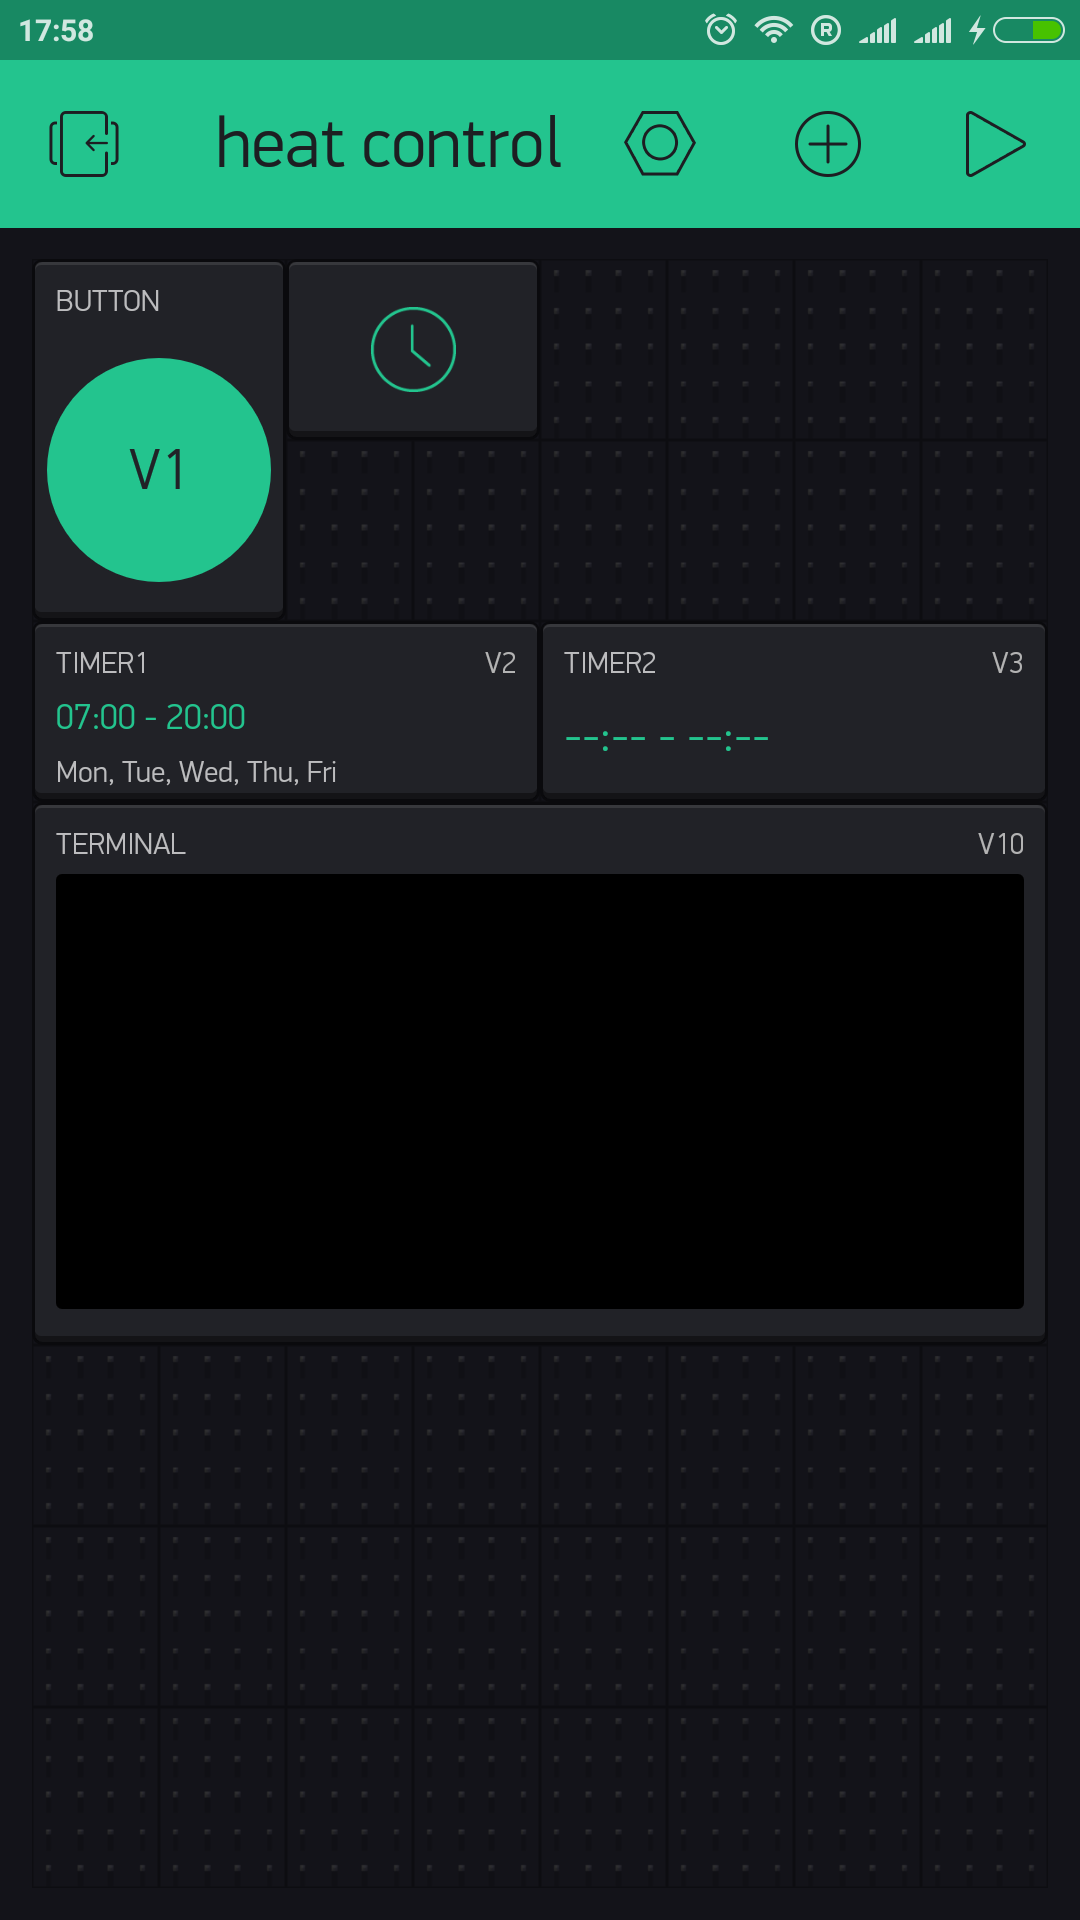 17:58
heat control
BUTTON
V1
TIMER1 V2
07:00 - 20:00
Mon, Tue, Wed, Thu, Fri
TIMER2 V3
--:-- - --:--
TERMINAL V10